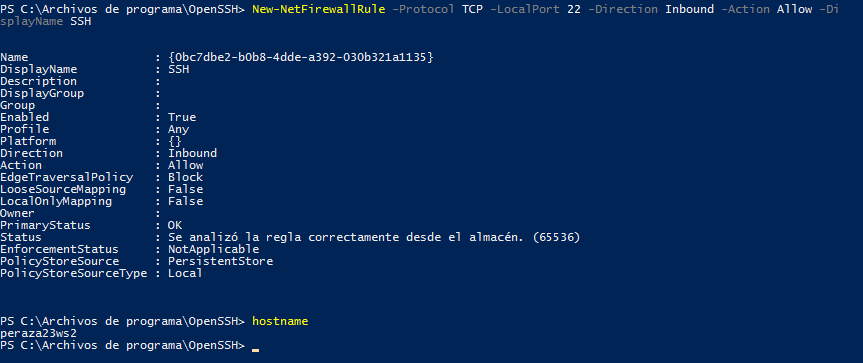 PS C:\Archivos de programa\OpenSSH> New-NetFirewallRule -Protocol TCP -LocalPort 22 -Direction Inbound -Action Allow -Di
splayName SSH
Name                  : {0bc7dbe2-b0b8-4dde-a392-030b321a1135}
DisplayName           : SSH
Description           :
DisplayGroup          :
Group                 :
Enabled               : True
Profile               : Any
Platform              : {}
Direction             : Inbound
Action                : Allow
EdgeTraversalPolicy   : Block
LooseSourceMapping    : False
LocalOnlyMapping      : False
Owner                 :
PrimaryStatus         : OK
Status                : Se analizó la regla correctamente desde el almacén. (65536)
EnforcementStatus     : NotApplicable
PolicyStoreSource     : PersistentStore
PolicyStoreSourceType : Local
PS C:\Archivos de programa\OpenSSH> hostname
peraza23ws2
PS C:\Archivos de programa\OpenSSH> _